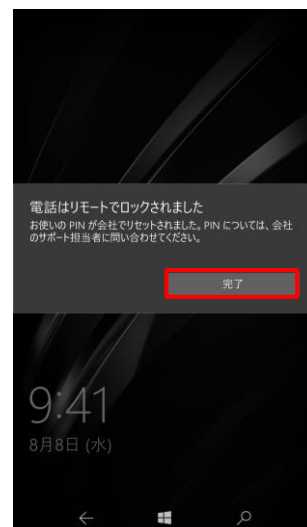 電話はリモートでロックされました
お使いの PIN が会社でリセットされました。PIN については、会社
のサポート担当者に問い合わせてください。
完了
9:41
8月8日 (水)